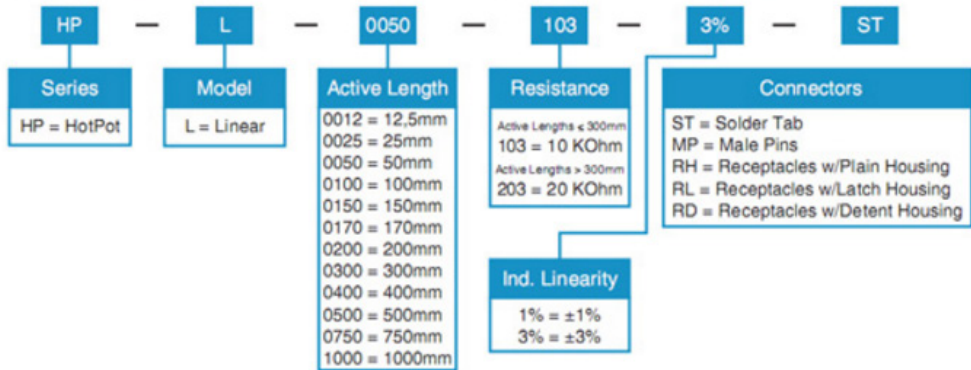 HP — L — 0050 — 103 — 3% — ST
Series
HP = HotPot
Model
L = Linear
Active Length
0012 = 12,5mm
0025 = 25mm
0050 = 50mm
0100 = 100mm
0150 = 150mm
0170 = 170mm
0200 = 200mm
0300 = 300mm
0400 = 400mm
0500 = 500mm
0750 = 750mm
1000 = 1000mm
Resistance
Active Lengths ≤ 300mm
103 = 10 KOhm
Active Lengths > 300mm
203 = 20 KOhm
Ind. Linearity
1% = ±1%
3% = ±3%
Connectors
ST = Solder Tab
MP = Male Pins
RH = Receptacles w/Plain Housing
RL = Receptacles w/Latch Housing
RD = Receptacles w/Detent Housing